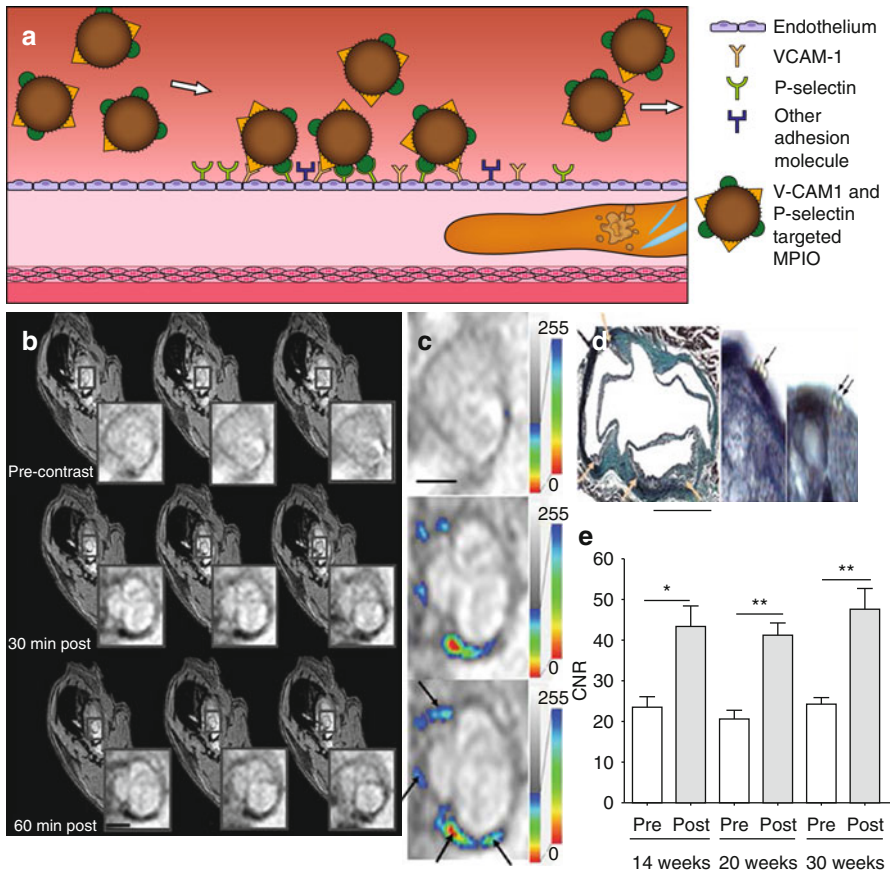 a
Endothelium
VCAM-1
P-selectin
Other
adhesion
molecule
V-CAM1 and
P-selectin
targeted
MPIO
b
Pre-contrast
30 min post
60 min post
c
255
0
255
0
255
0
d
e
60
50
40
30
20
10
0
CNR
*
**
**
Pre Post Pre Post Pre Post
14 weeks 20 weeks 30 weeks